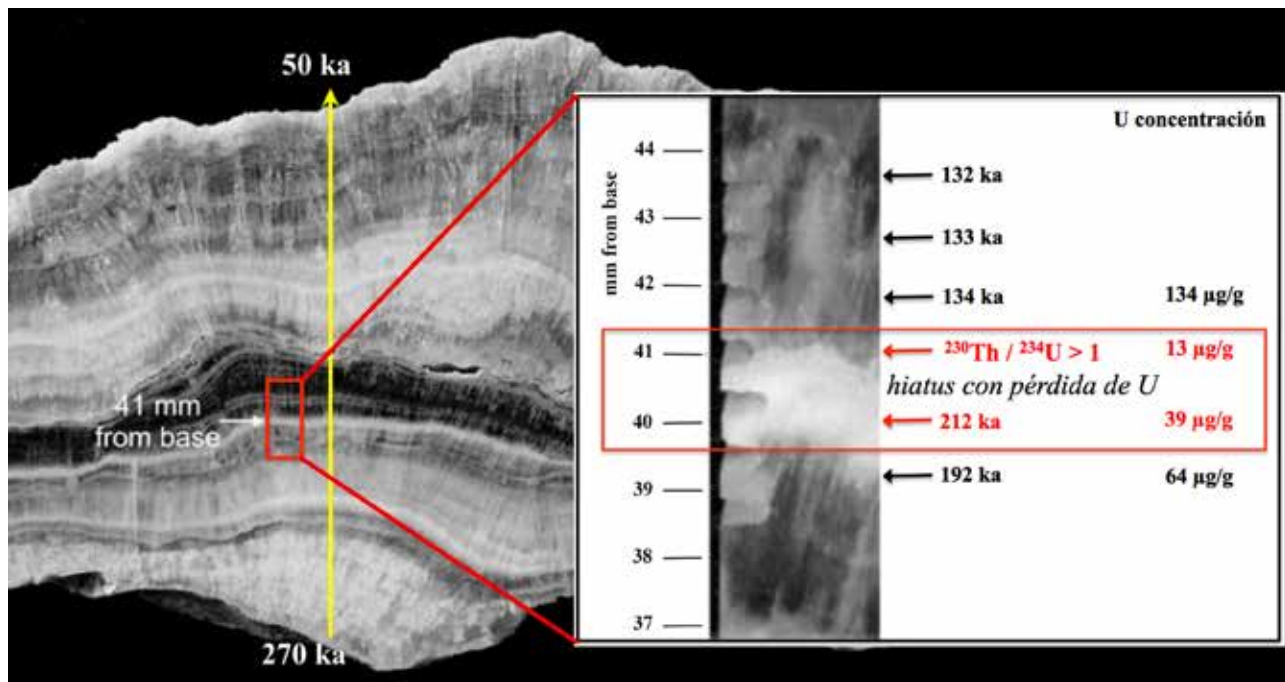 50 ka
41 mm
from base
270 ka
U concentración
mm from base
44
132 ka
43
133 ka
42
134 ka
134 µg/g
41
²³⁰Th / ²³⁴U > 1
13 µg/g
hiatus con pérdida de U
40
212 ka
39 µg/g
39
192 ka
64 µg/g
38
37